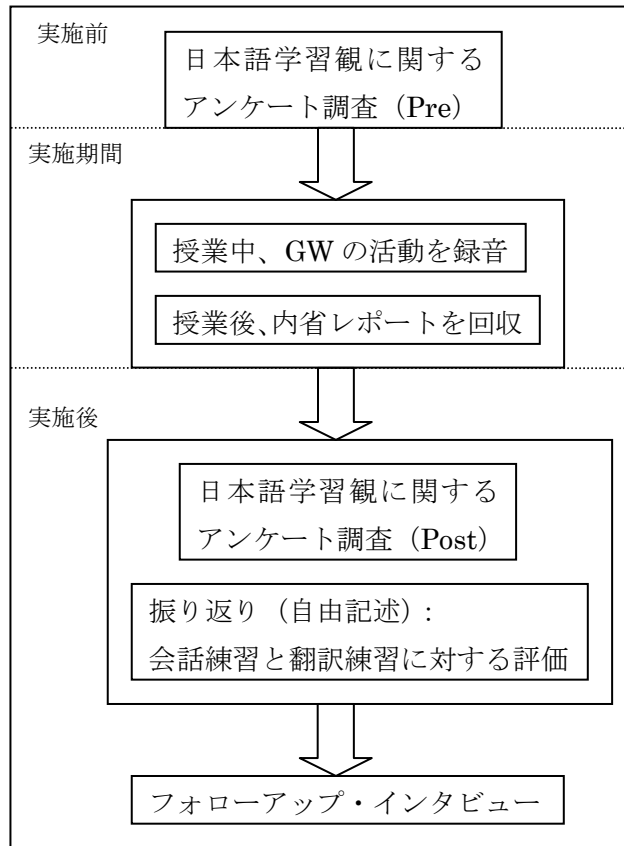 実施前
日本語学習観に関する
アンケート調査（Pre）
実施期間
授業中、GW の活動を録音
授業後、内省レポートを回収
実施後
日本語学習観に関する
アンケート調査（Post）
振り返り（自由記述）:
会話練習と翻訳練習に対する評価
フォローアップ・インタビュー